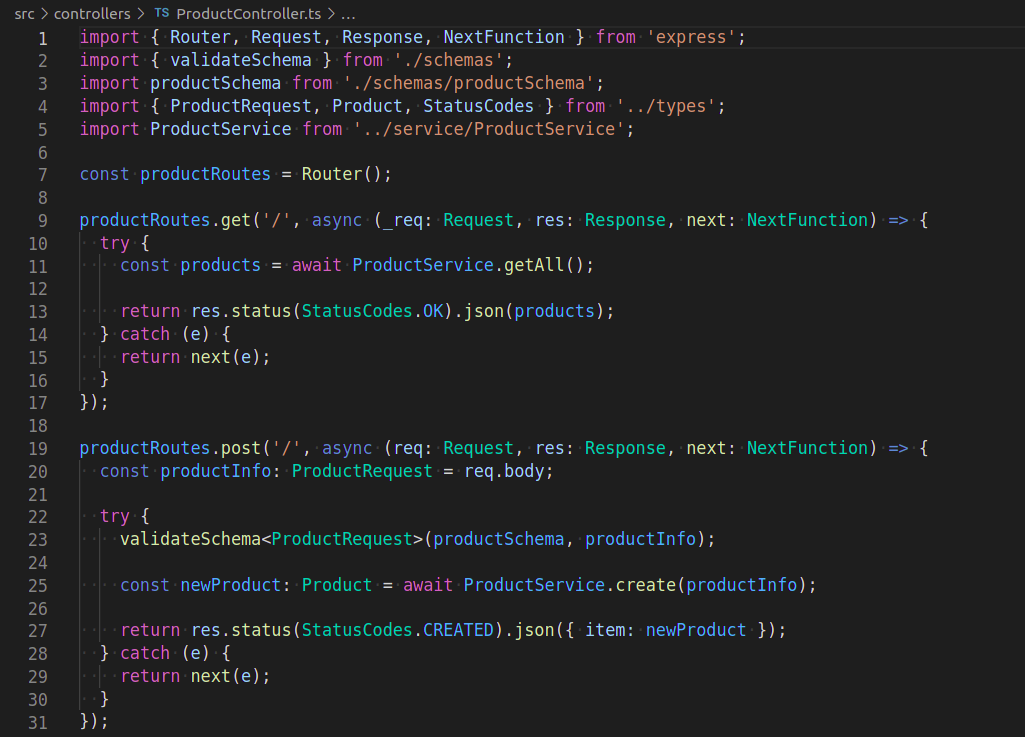 src > controllers > TS ProductController.ts > ...
1 import { Router, Request, Response, NextFunction } from 'express';
2 import { validateSchema } from './schemas';
3 import productSchema from './schemas/productSchema';
4 import { ProductRequest, Product, StatusCodes } from '../types';
5 import ProductService from '../service/ProductService';
6
7 const productRoutes = Router();
8
9 productRoutes.get('/', async (_req: Request, res: Response, next: NextFunction) => {
10   try {
11     const products = await ProductService.getAll();
12
13     return res.status(StatusCodes.OK).json(products);
14   } catch (e) {
15     return next(e);
16   }
17 });
18
19 productRoutes.post('/', async (req: Request, res: Response, next: NextFunction) => {
20   const productInfo: ProductRequest = req.body;
21
22   try {
23     validateSchema<ProductRequest>(productSchema, productInfo);
24
25     const newProduct: Product = await ProductService.create(productInfo);
26
27     return res.status(StatusCodes.CREATED).json({ item: newProduct });
28   } catch (e) {
29     return next(e);
30   }
31 });